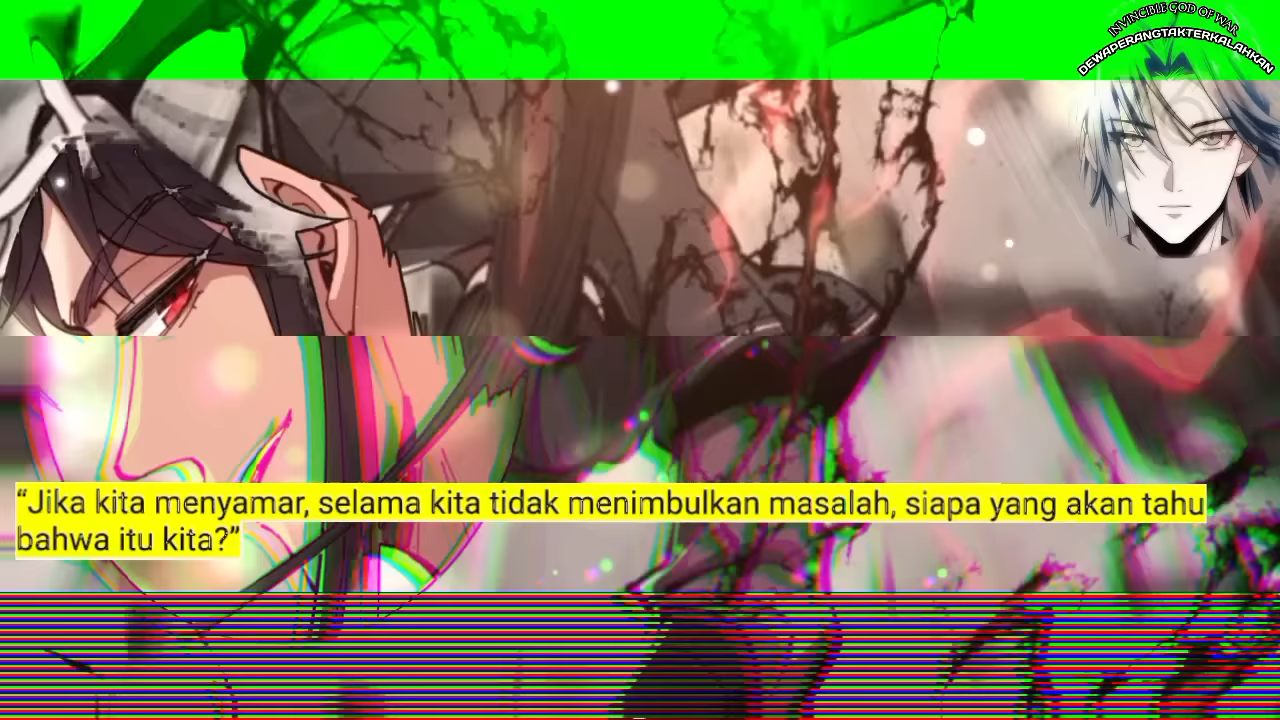 INVINCIBLE GOD OF WAR
DEWAPERANGTAKTERKALAHKAN
“Jika kita menyamar, selama kita tidak menimbulkan masalah, siapa yang akan tahu
bahwa itu kita?”